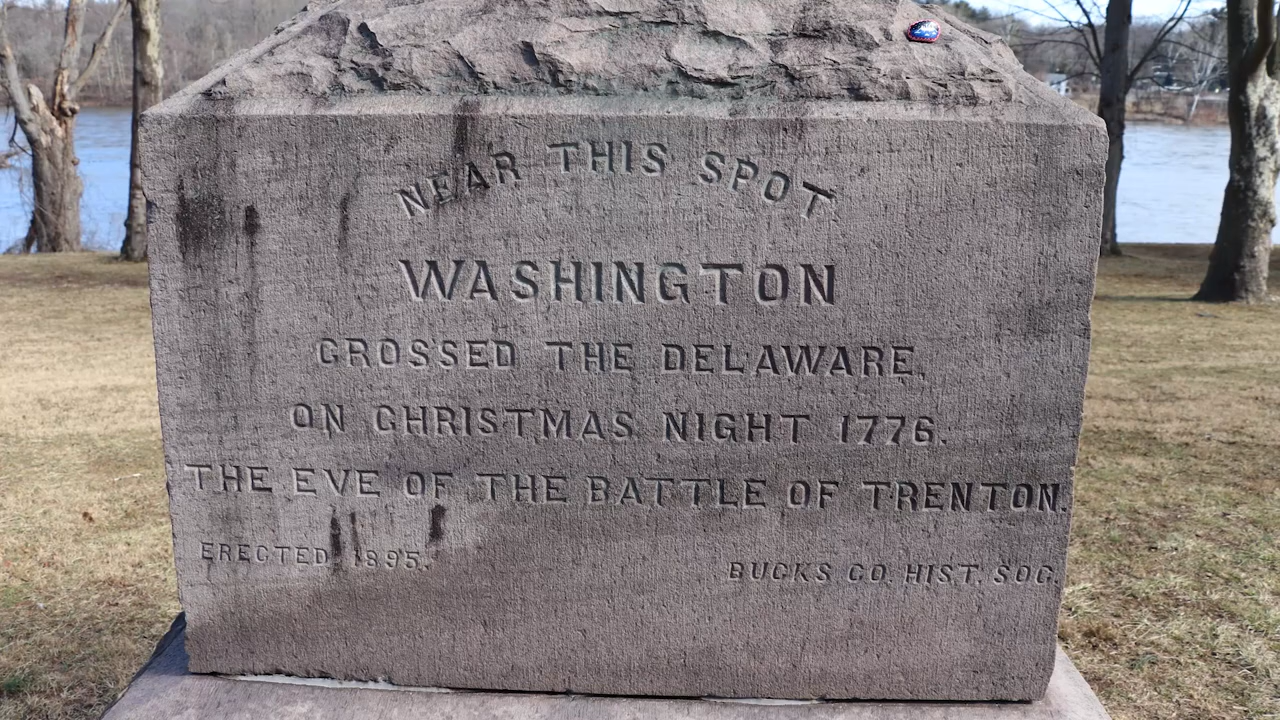 NEAR THIS SPOT
WASHINGTON
CROSSED THE DELAWARE,
ON CHRISTMAS NIGHT 1776.
THE EVE OF THE BATTLE OF TRENTON.
ERECTED 1895.
BUCKS CO. HIST. SOC.